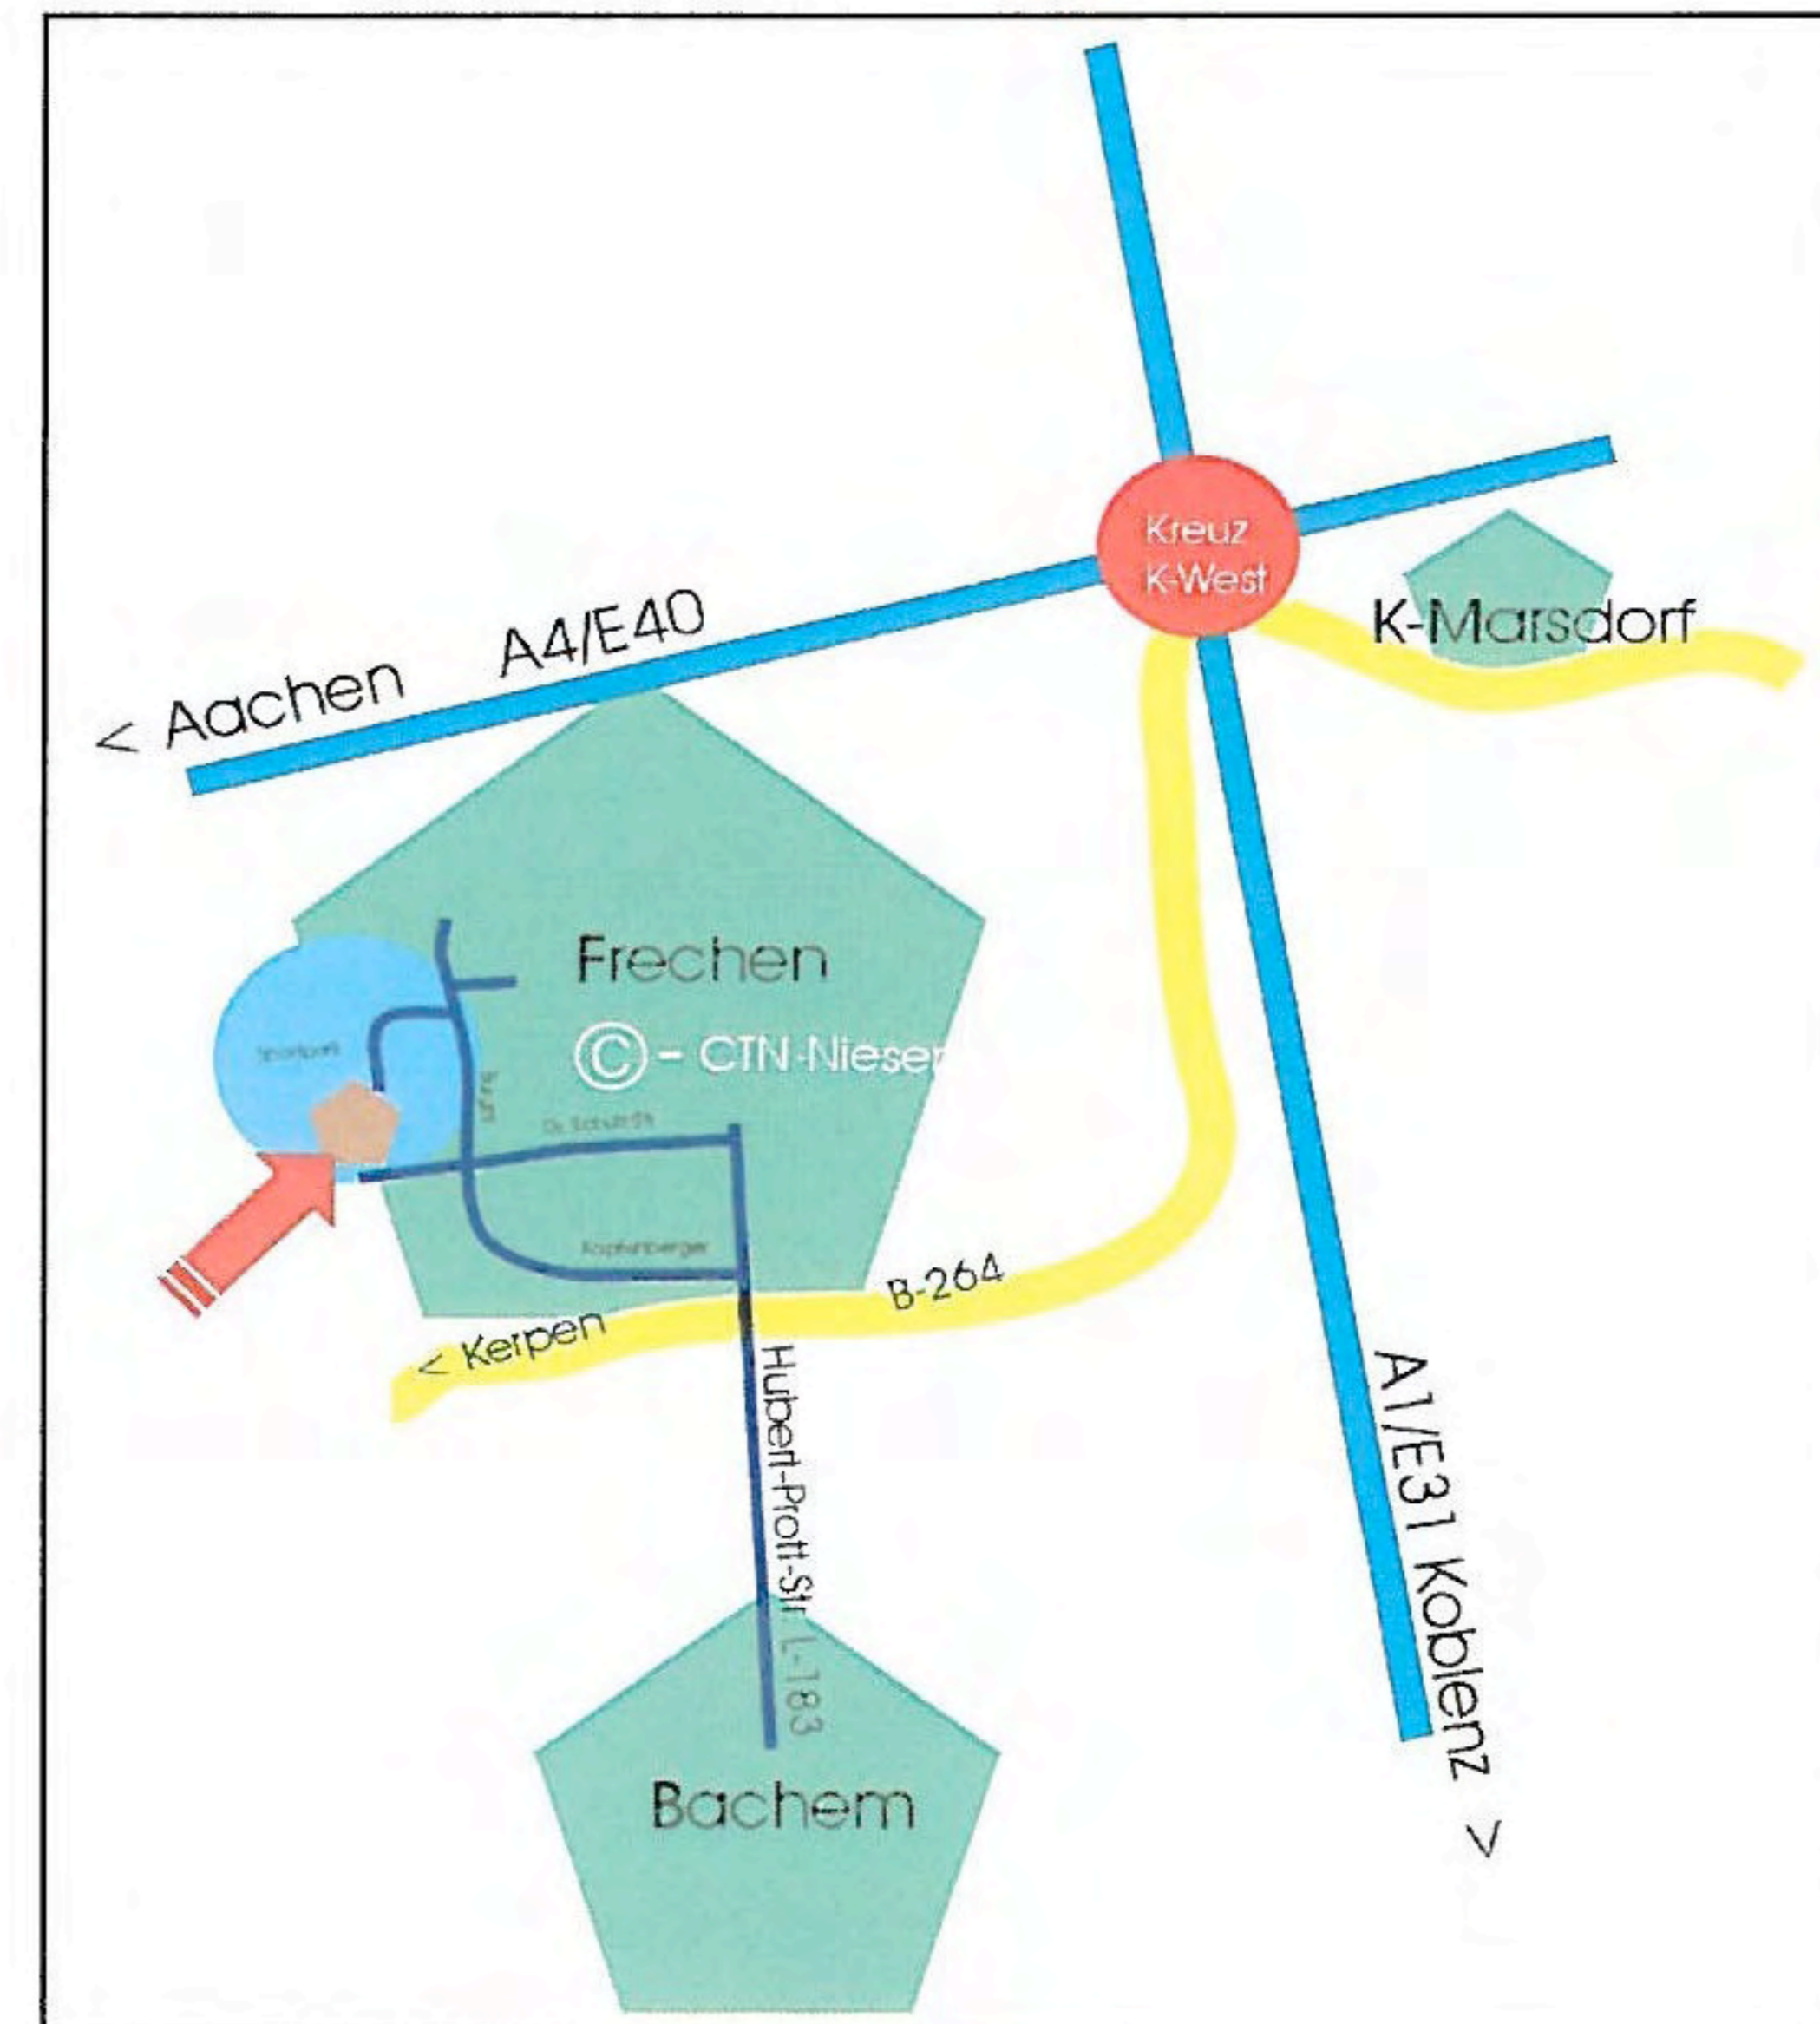 Kreuz
K-West
K-Marsdorf
A4/E40
< Aachen
Frechen
© - CTN-Niesen
B-264
< Kerpen
Hubert-Prott-Str. L-183
A1/E31 Koblenz >
Bachem